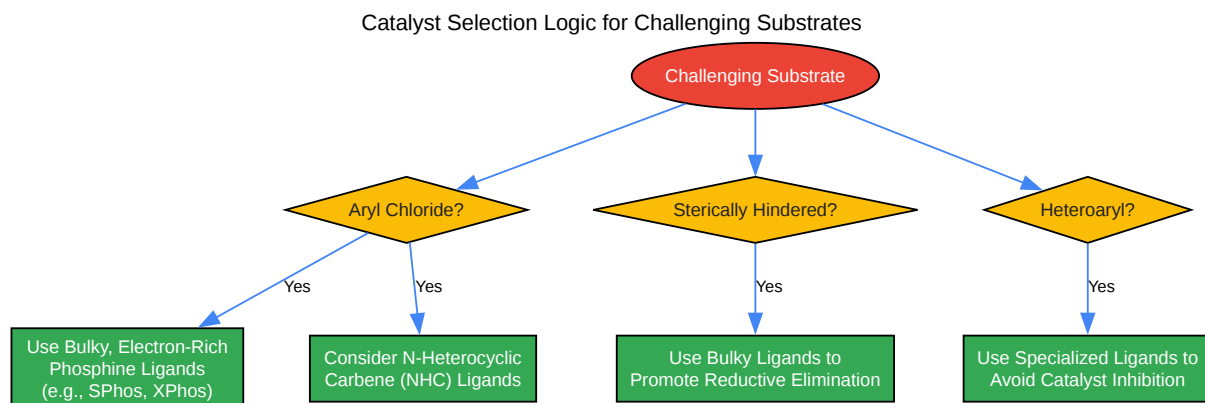 Catalyst Selection Logic for Challenging Substrates
Challenging Substrate
Aryl Chloride?
Sterically Hindered?
Heteroaryl?
Yes
Yes
Yes
Yes
Use Bulky, Electron-Rich
Phosphine Ligands
(e.g., SPhos, XPhos)
Consider N-Heterocyclic
Carbene (NHC) Ligands
Use Bulky Ligands to
Promote Reductive Elimination
Use Specialized Ligands to
Avoid Catalyst Inhibition